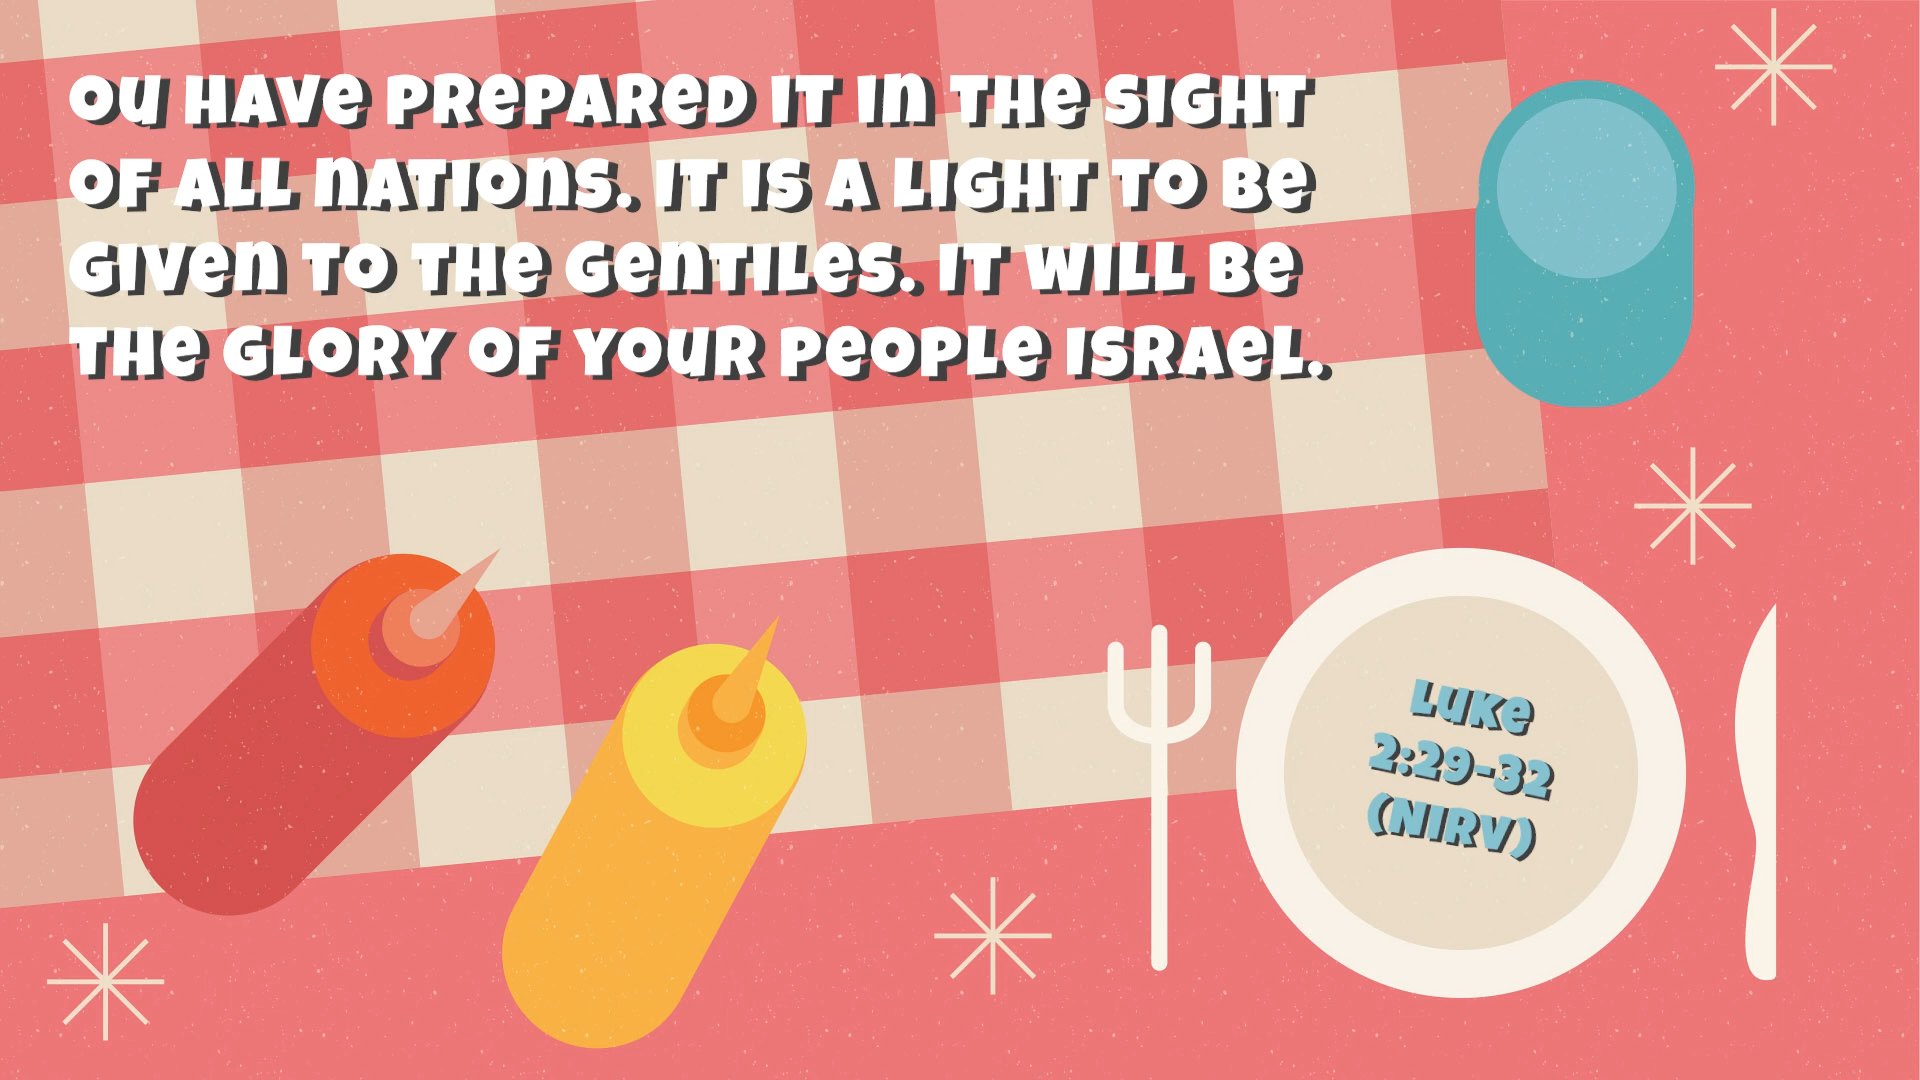 OU HAVE PREPARED IT IN THE SIGHT
OF ALL NATIONS. IT IS A LIGHT TO BE
GIVEN TO THE GENTILES. IT WILL BE
THE GLORY OF YOUR PEOPLE ISRAEL.
LUKE
2:29-32
(NIRV)